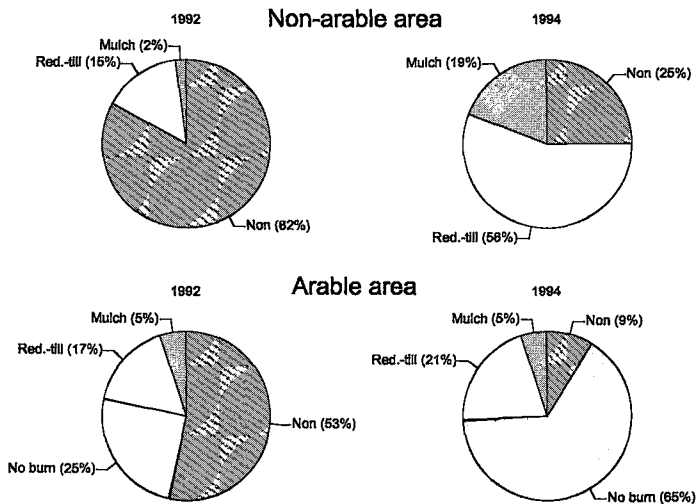 Non-arable area
1992
Mulch (2%)
Red.-till (15%)
Non (82%)
1994
Mulch (19%)
Non (25%)
Red.-till (56%)
Arable area
1992
Mulch (5%)
Red.-till (17%)
Non (53%)
No burn (25%)
1994
Mulch (5%)
Non (9%)
Red.-till (21%)
No burn (65%)